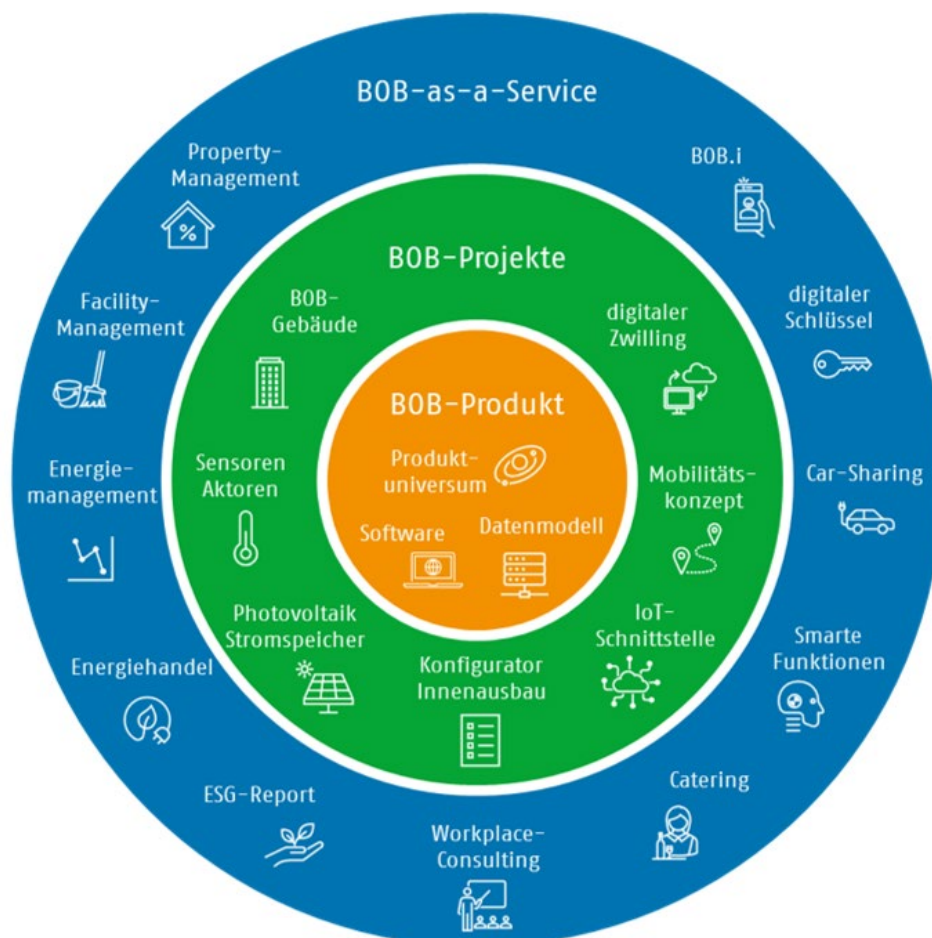 BOB-as-a-Service
Property-
Management
BOB.i
Facility-
Management
digitaler
Schlüssel
Energie-
management
Car-Sharing
Energiehandel
Smarte
Funktionen
ESG-Report
Catering
Workplace-
Consulting
BOB-Projekte
BOB-
Gebäude
digitaler
Zwilling
Sensoren
Aktoren
Mobilitäts-
konzept
Photovoltaik
Stromspeicher
IoT-
Schnittstelle
Konfigurator
Innenausbau
BOB-Produkt
Produkt-
universum
Software
Datenmodell
%